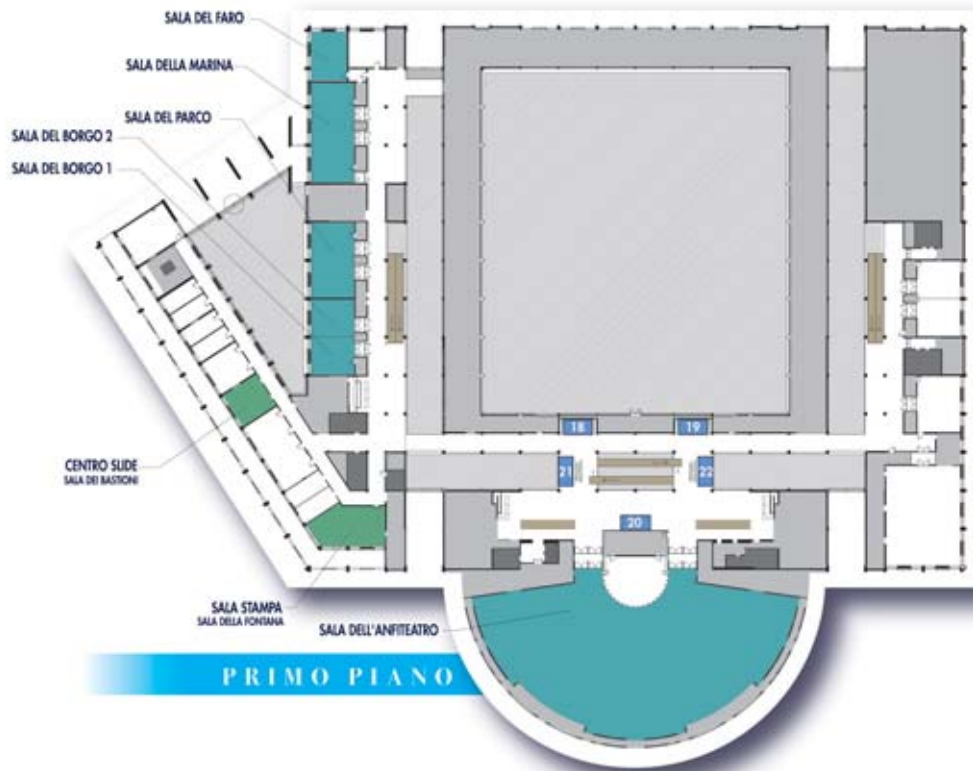 SALA DEL FARO
SALA DELLA MARINA
SALA DEL PARCO
SALA DEL BORGO 2
SALA DEL BORGO 1
18
19
21
22
20
CENTRO SLIDE
SALA DEI BASTIONI
SALA STAMPA
SALA DELLA FONTANA
SALA DELL'ANFITEATRO
PRIMO PIANO